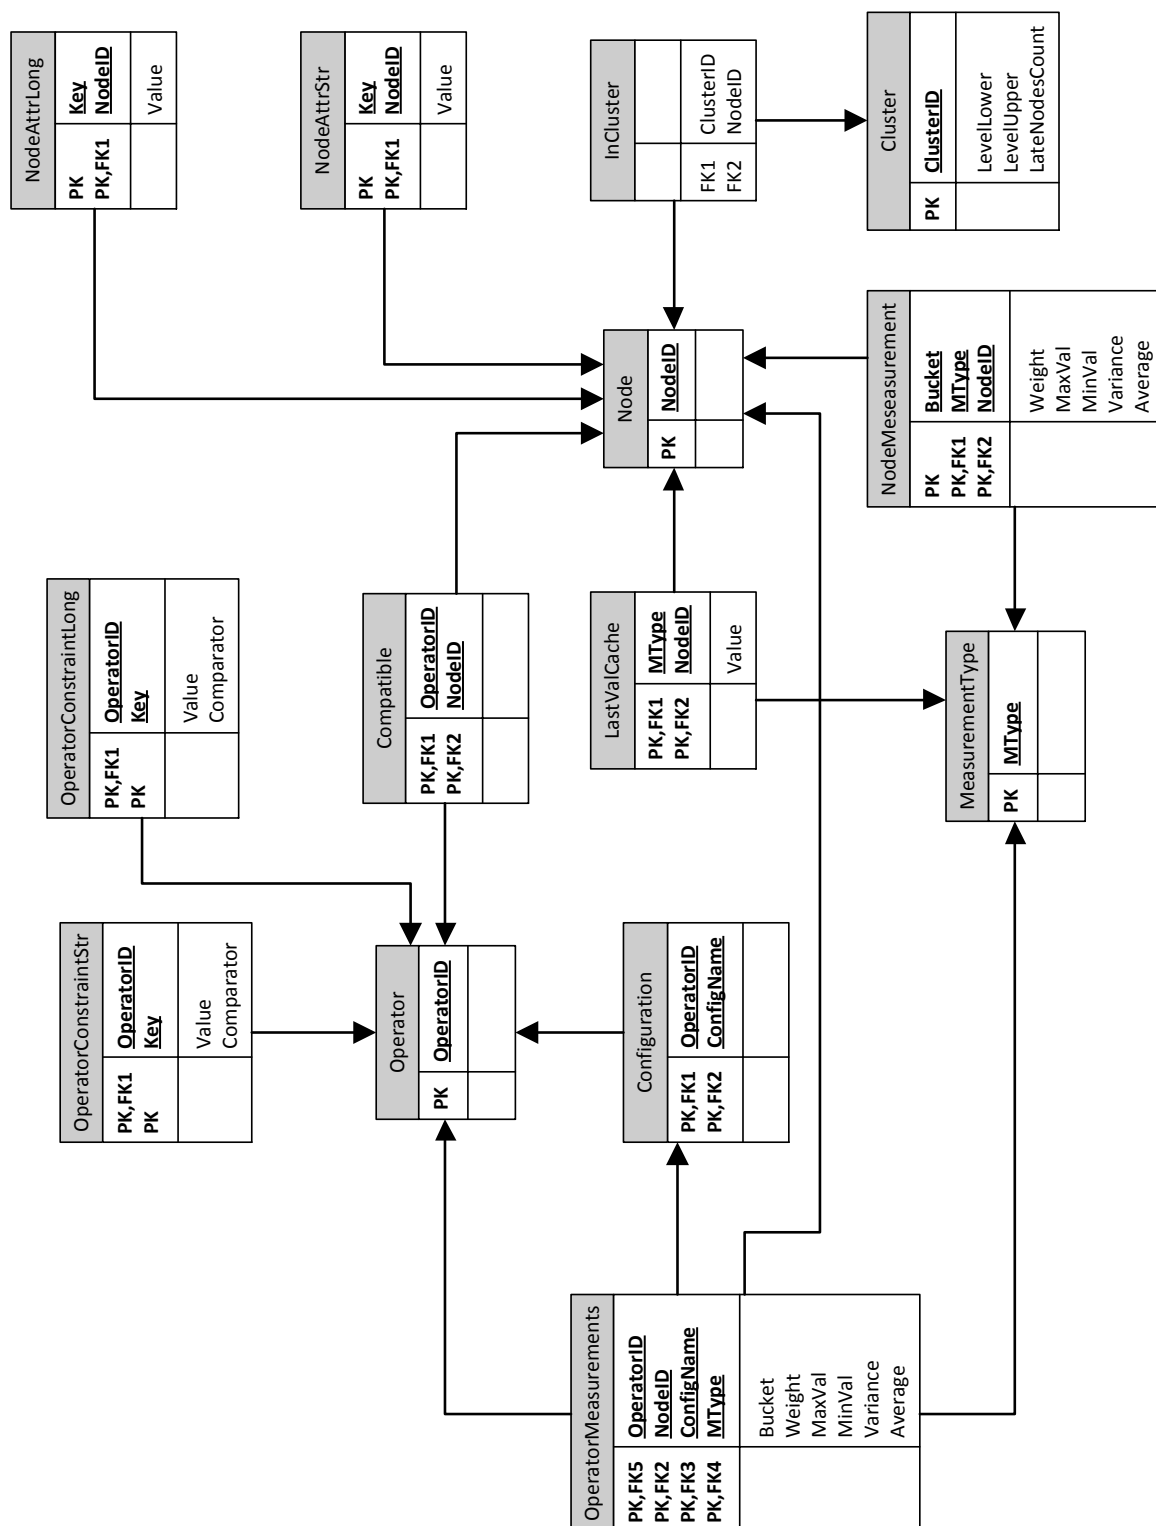 NodeAttrLong
PK Key
PK,FK1 NodeID
Value
NodeAttrStr
PK Key
PK,FK1 NodeID
Value
InCluster
FK1 ClusterID
FK2 NodeID
Cluster
PK ClusterID
LevelLower
LevelUpper
LateNodesCount
Node
PK NodeID
NodeMeseasurement
PK Bucket
PK,FK1 MType
PK,FK2 NodeID
Weight
MaxVal
MinVal
Variance
Average
OperatorConstraintLong
PK,FK1 OperatorID
PK Key
Value
Comparator
Compatible
PK,FK1 OperatorID
PK,FK2 NodeID
LastValCache
PK,FK1 MType
PK,FK2 NodeID
Value
MeasurementType
PK MType
OperatorConstraintStr
PK,FK1 OperatorID
PK Key
Value
Comparator
Operator
PK OperatorID
Configuration
PK,FK1 OperatorID
PK,FK2 ConfigName
OperatorMeasurements
PK,FK5 OperatorID
PK,FK2 NodeID
PK,FK3 ConfigName
PK,FK4 MType
Bucket
Weight
MaxVal
MinVal
Variance
Average